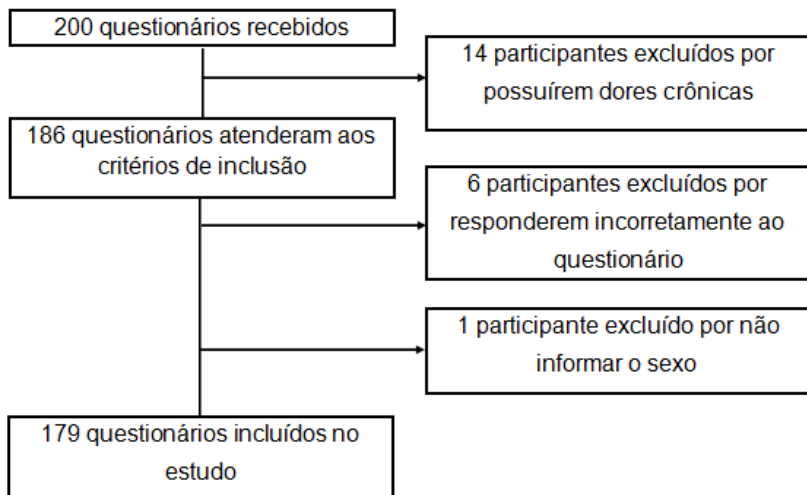 200 questionários recebidos
14 participantes excluídos por
possuírem dores crônicas
186 questionários atenderam aos
critérios de inclusão
6 participantes excluídos por
responderem incorretamente ao
questionário
1 participante excluído por não
informar o sexo
179 questionários incluídos no
estudo